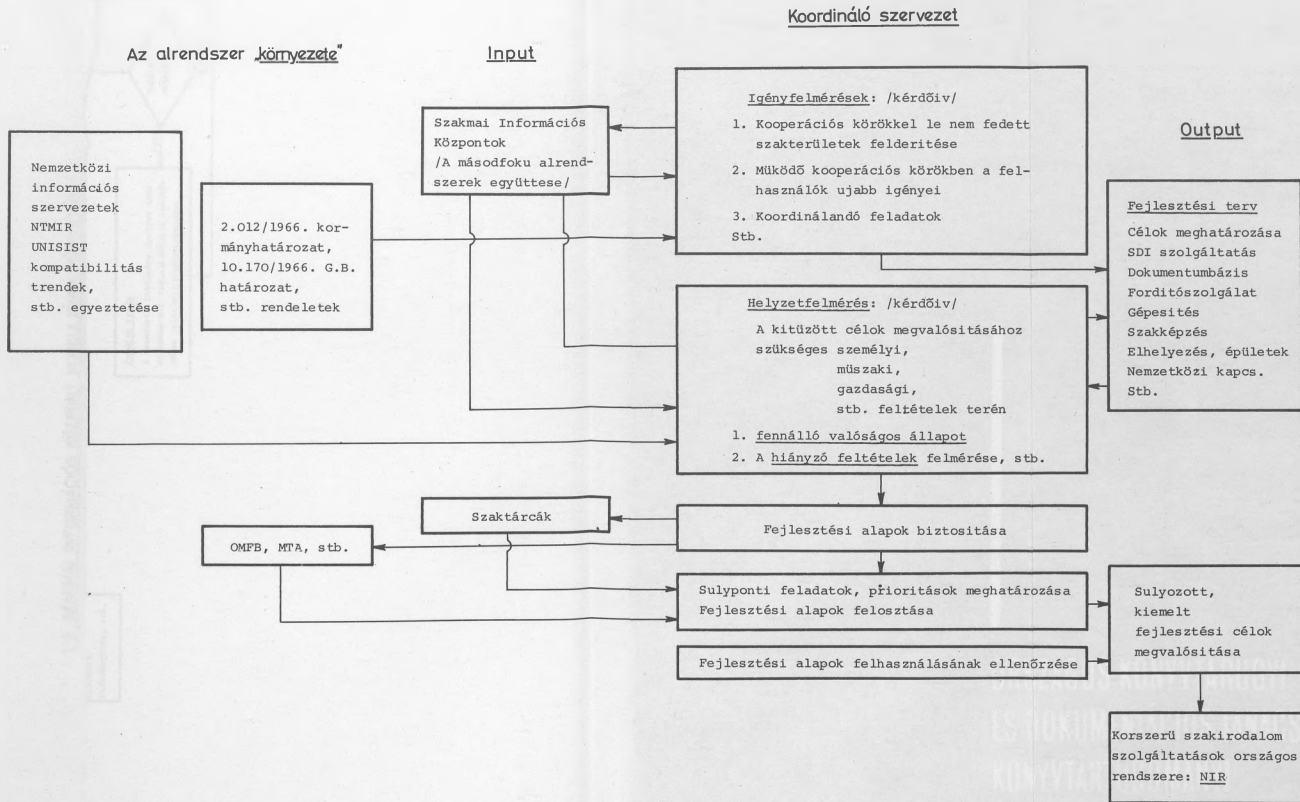 Koordináló szervezet
Az alrendszer „környezete"
Input
Output
Nemzetközi
információs
szervezetek
NTMIR
UNISIST
kompatibilitás
trendek,
stb. egyeztetése
2.012/1966. kor-
mányhatározat,
10.170/1966. G.B.
határozat,
stb. rendeletek
Szakmai Információs
Központok
/A másodfoku alrend-
szerek együttese/
Igényfelmérések: /kérdőiv/
1. Kooperációs körökkel le nem fedett
szakterületek felderitése
2. Müködő kooperációs körökben a fel-
használók ujabb igényei
3. Koordinálandó feladatok
Stb.
Fejlesztési terv
Célok meghatározása
SDI szolgáltatás
Dokumentumbázis
Forditószolgálat
Gépesités
Szakképzés
Elhelyezés, épületek
Nemzetközi kapcs.
Stb.
Helyzetfelmérés: /kérdőiv/
A kitüzött célok megvalósitásához
szükséges személyi,
müszaki,
gazdasági,
stb. feltételek terén
1. fennálló valóságos állapot
2. A hiányzó feltételek felmérése, stb.
Szaktárcák
OMFB, MTA, stb.
Fejlesztési alapok biztositása
Sulyponti feladatok, prioritások meghatározása
Fejlesztési alapok felosztása
Fejlesztési alapok felhasználásának ellenőrzése
Sulyozott,
kiemelt
fejlesztési célok
megvalósitása
Korszerü szakirodalom
szolgáltatások országos
rendszere: NIR